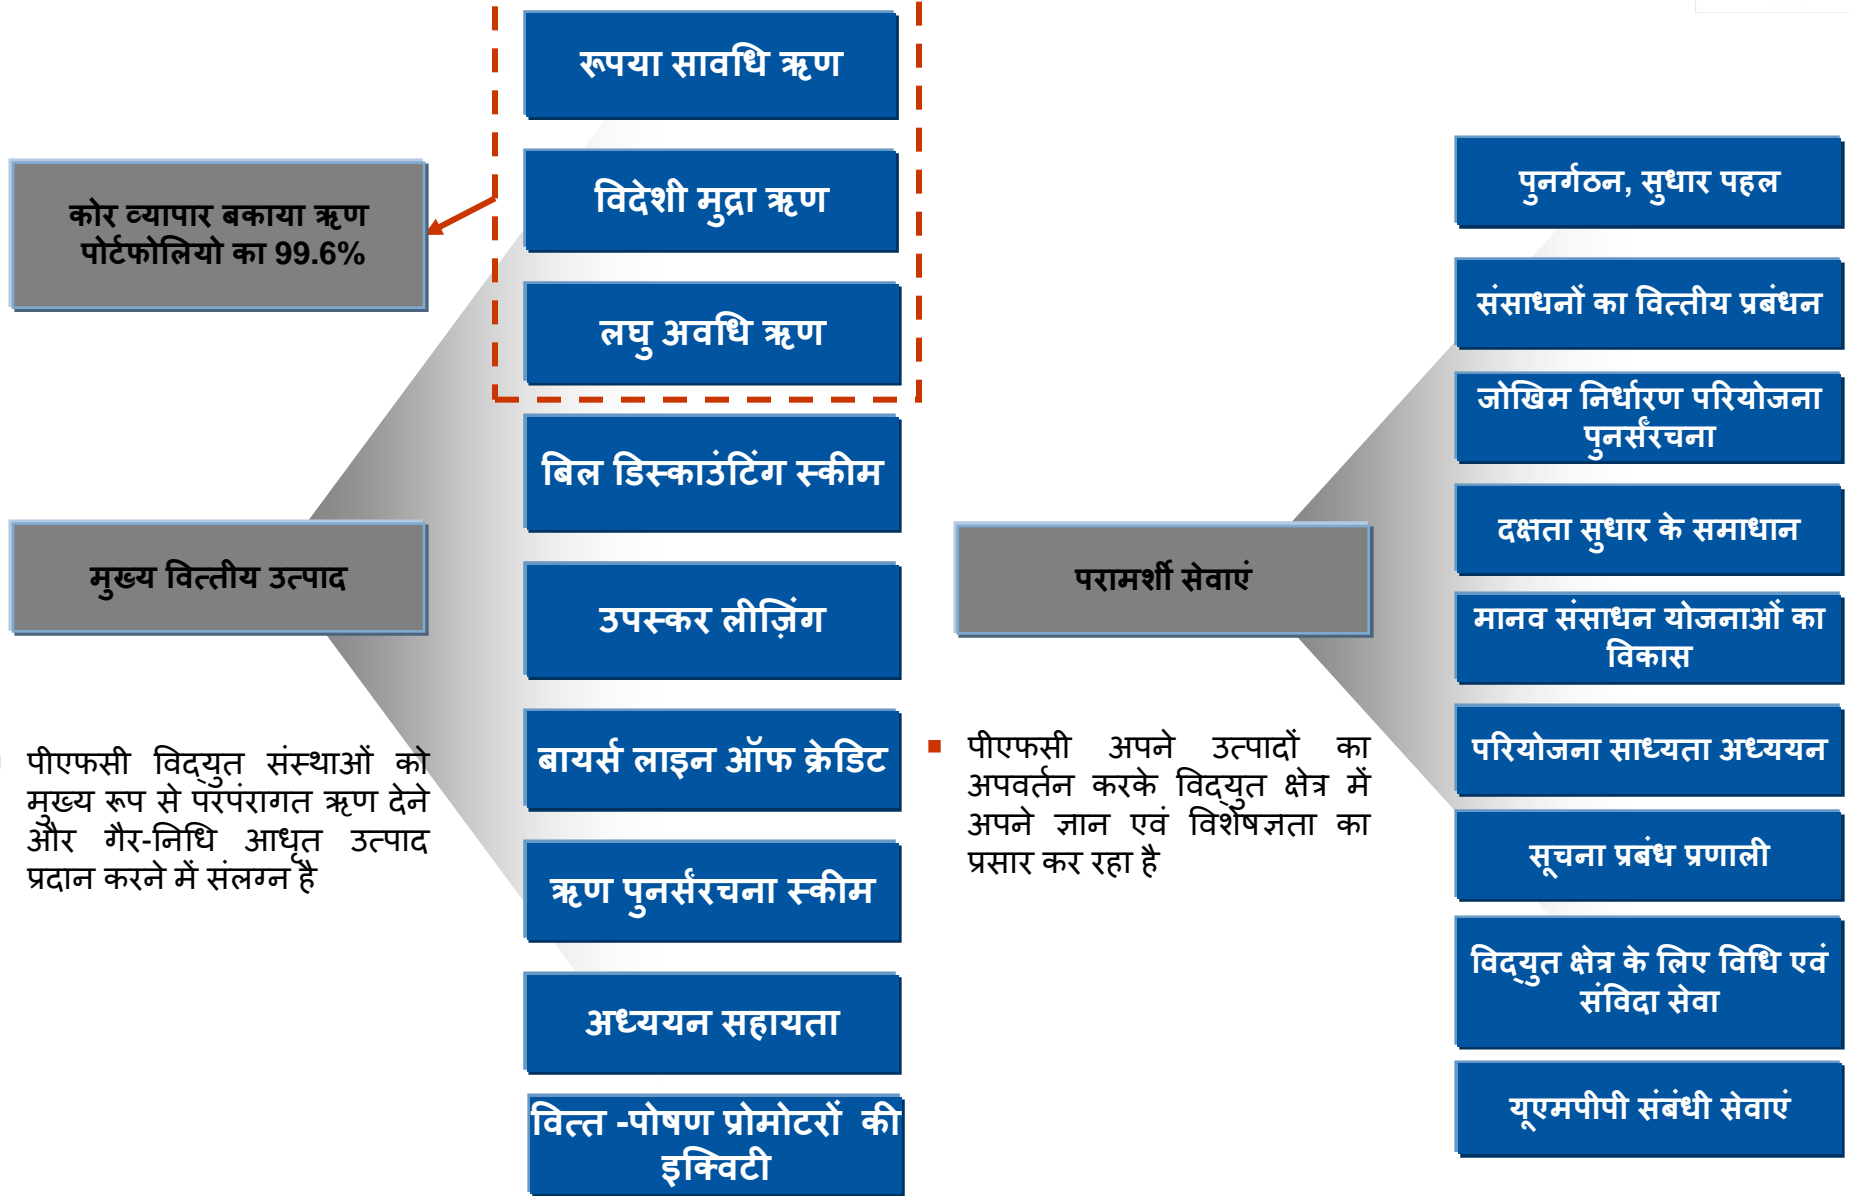 कोर व्यापार बकाया ऋण
पोर्टफोलियो का 99.6%
मुख्य वित्तीय उत्पाद
पीएफसी विद्युत संस्थाओं को
मुख्य रूप से परंपरागत ऋण देने
और गैर-निधि आधृत उत्पाद
प्रदान करने में संलग्न है
रूपया सावधि ऋण
विदेशी मुद्रा ऋण
लघु अवधि ऋण
बिल डिस्काउंटिंग स्कीम
उपस्कर लीज़िंग
बायर्स लाइन ऑफ क्रेडिट
ऋण पुनर्संरचना स्कीम
अध्ययन सहायता
वित्त -पोषण प्रोमोटरों की
इक्विटी
परामर्शी सेवाएं
पीएफसी अपने उत्पादों का
अपवर्तन करके विद्युत क्षेत्र में
अपने ज्ञान एवं विशेषज्ञता का
प्रसार कर रहा है
पुनर्गठन, सुधार पहल
संसाधनों का वित्तीय प्रबंधन
जोखिम निर्धारण परियोजना
पुनर्संरचना
दक्षता सुधार के समाधान
मानव संसाधन योजनाओं का
विकास
परियोजना साध्यता अध्ययन
सूचना प्रबंध प्रणाली
विद्युत क्षेत्र के लिए विधि एवं
संविदा सेवा
यूएमपीपी संबंधी सेवाएं